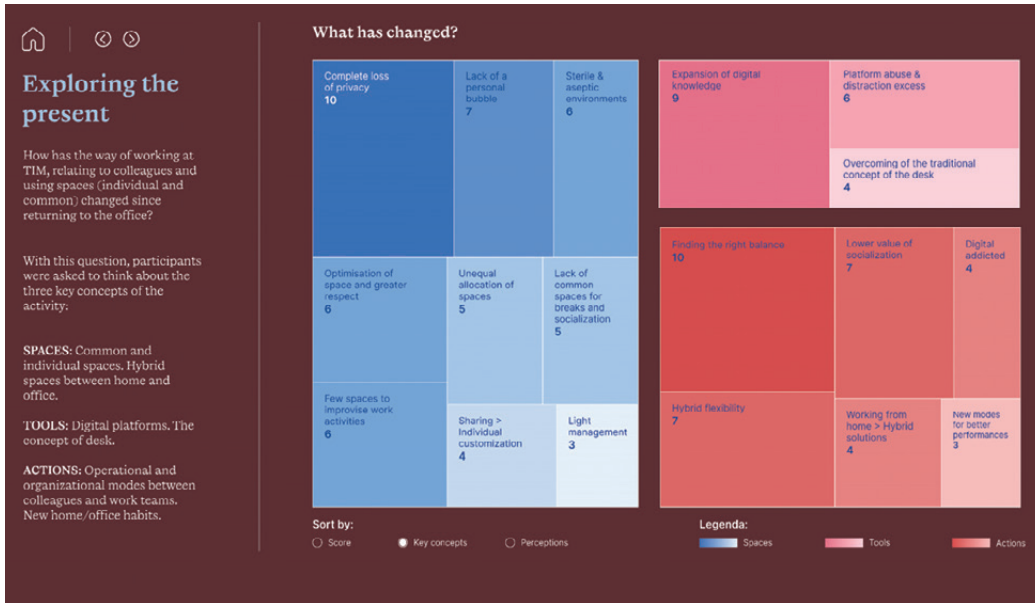 Exploring the
present
How has the way of working at
TIM, relating to colleagues and
using spaces (individual and
common) changed since
returning to the office?
With this question, participants
were asked to think about the
three key concepts of the
activity:
SPACES: Common and
individual spaces. Hybrid
spaces between home and
office.
TOOLS: Digital platforms. The
concept of desk.
ACTIONS: Operational and
organizational modes between
colleagues and work teams.
New home/office habits.
What has changed?
Complete loss
of privacy
10
Lack of a
personal
bubble
7
Sterile &
aseptic
environments
6
Optimisation of
space and greater
respect
6
Unequal
allocation of
spaces
5
Lack of
common
spaces for
breaks and
socialization
5
Few spaces to
improvise work
activities
6
Sharing >
Individual
customization
4
Light
management
3
Expansion of digital
knowledge
9
Platform abuse &
distraction excess
6
Overcoming of the traditional
concept of the desk
4
Finding the right balance
10
Lower value of
socialization
7
Digital
addicted
4
Hybrid flexibility
7
Working from
home > Hybrid
solutions
4
New modes
for better
performances
3
Sort by:
Score
Key concepts
Perceptions
Legenda:
Spaces
Tools
Actions